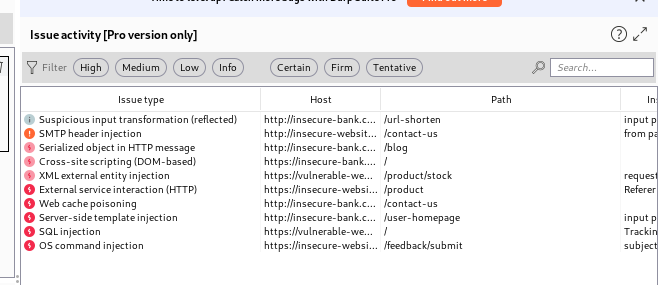 Issue activity [Pro version only]
Filter High Medium Low Info Certain Firm Tentative Search...
Issue type Host Path
Suspicious input transformation (reflected) http://insecure-bank.c... /url-shorten input p
SMTP header injection http://insecure-websit... /contact-us from pa
Serialized object in HTTP message http://insecure-bank.c... /blog
Cross-site scripting (DOM-based) https://insecure-bank.... /
XML external entity injection https://vulnerable-we... /product/stock request
External service interaction (HTTP) https://insecure-websi... /product Referer
Web cache poisoning http://insecure-bank.c... /contact-us
Server-side template injection http://insecure-bank.c... /user-homepage input p
SQL injection https://vulnerable-we... / Trackin
OS command injection https://insecure-websi... /feedback/submit subject